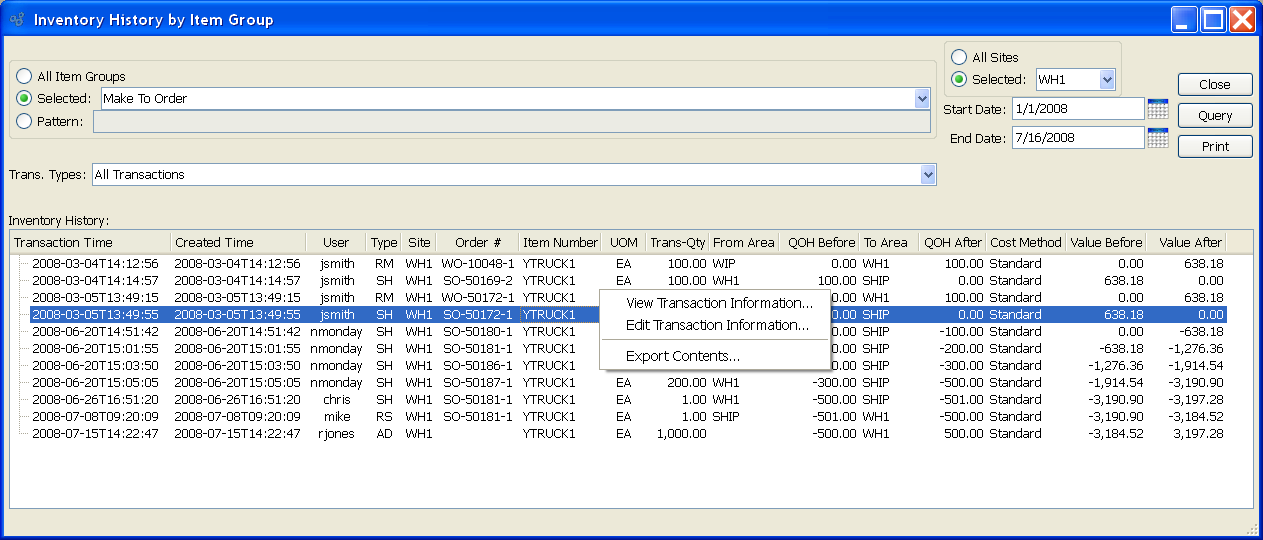 Inventory History by Item Group
All Item Groups
Selected: Make To Order
Pattern:
All Sites
Selected: WH1
Start Date: 1/1/2008
End Date: 7/16/2008
Close
Query
Print
Trans. Types: All Transactions
Inventory History:
Transaction Time Created Time User Type Site Order # Item Number UOM Trans-Qty From Area QOH Before To Area QOH After Cost Method Value Before Value After
2008-03-04T14:12:56 2008-03-04T14:12:56 jsmith RM WH1 WO-10048-1 YTRUCK1 EA 100.00 WIP 0.00 WH1 100.00 Standard 0.00 638.18
2008-03-04T14:14:57 2008-03-04T14:14:57 jsmith SH WH1 SO-50169-2 YTRUCK1 EA 100.00 WH1 100.00 SHIP 0.00 Standard 638.18 0.00
2008-03-05T13:49:15 2008-03-05T13:49:15 jsmith RM WH1 WO-50172-1 YTRUCK1 0.00 WH1 100.00 Standard 0.00 638.18
2008-03-05T13:49:55 2008-03-05T13:49:55 jsmith SH WH1 SO-50172-1 YTRUCK1 SHIP 0.00 Standard 638.18 0.00
2008-06-20T14:51:42 2008-06-20T14:51:42 nmonday SH WH1 SO-50180-1 YTRUCK1 SHIP -100.00 Standard 0.00 -638.18
2008-06-20T15:01:55 2008-06-20T15:01:55 nmonday SH WH1 SO-50181-1 YTRUCK1 SHIP -200.00 Standard -638.18 -1,276.36
2008-06-20T15:03:50 2008-06-20T15:03:50 nmonday SH WH1 SO-50186-1 YTRUCK1 SHIP -300.00 Standard -1,276.36 -1,914.54
2008-06-20T15:05:05 2008-06-20T15:05:05 nmonday SH WH1 SO-50187-1 YTRUCK1 EA 200.00 WH1 -300.00 SHIP -500.00 Standard -1,914.54 -3,190.90
2008-06-26T16:51:20 2008-06-26T16:51:20 chris SH WH1 SO-50181-1 YTRUCK1 EA 1.00 WH1 -500.00 SHIP -501.00 Standard -3,190.90 -3,197.28
2008-07-08T09:20:09 2008-07-08T09:20:09 mike RS WH1 SO-50181-1 YTRUCK1 EA 1.00 SHIP -501.00 WH1 -500.00 Standard -3,190.90 -3,184.52
2008-07-15T14:22:47 2008-07-15T14:22:47 rjones AD WH1 YTRUCK1 EA 1,000.00 -500.00 WH1 500.00 Standard -3,184.52 3,197.28
View Transaction Information...
Edit Transaction Information...
Export Contents...